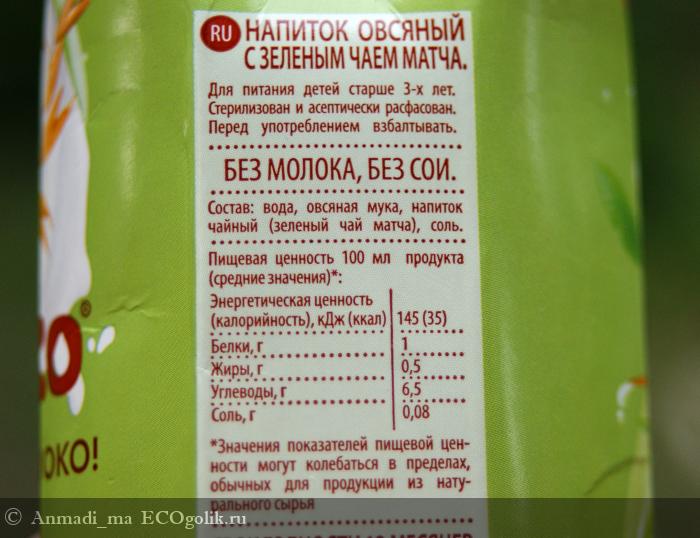 RU НАПИТОК ОВСЯНЫЙ
С ЗЕЛЕНЫМ ЧАЕМ МАТЧА.
Для питания детей старше 3-х лет.
Стерилизован и асептически расфасован.
Перед употреблением взбалтывать.
БЕЗ МОЛОКА, БЕЗ СОИ.
Состав: вода, овсяная мука, напиток
чайный (зеленый чай матча), соль.
Пищевая ценность 100 мл продукта
(средние значения)*:
Энергетическая ценность
(калорийность), кДж (ккал) 145 (35)
Белки, г 1
Жиры, г 0,5
Углеводы, г 6,5
Соль, г 0,08
*Значения показателей пищевой цен-
ности могут колебаться в пределах,
обычных для продукции из нату-
рального сырья
ОКО!
© Anmadi_ma ECOgolik.ru